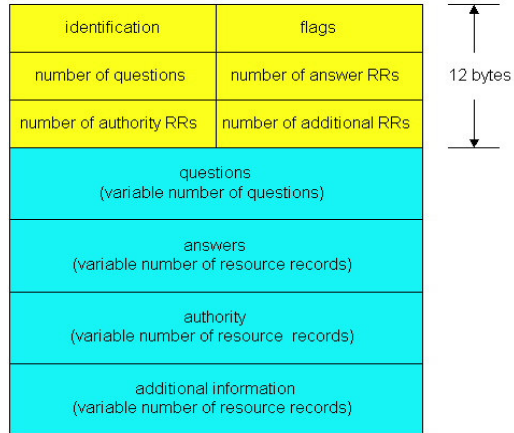 identification
flags
number of questions
number of answer RRs
12 bytes
number of authority RRs
number of additional RRs
questions
(variable number of questions)
answers
(variable number of resource records)
authority
(variable number of resource records)
additional information
(variable number of resource records)